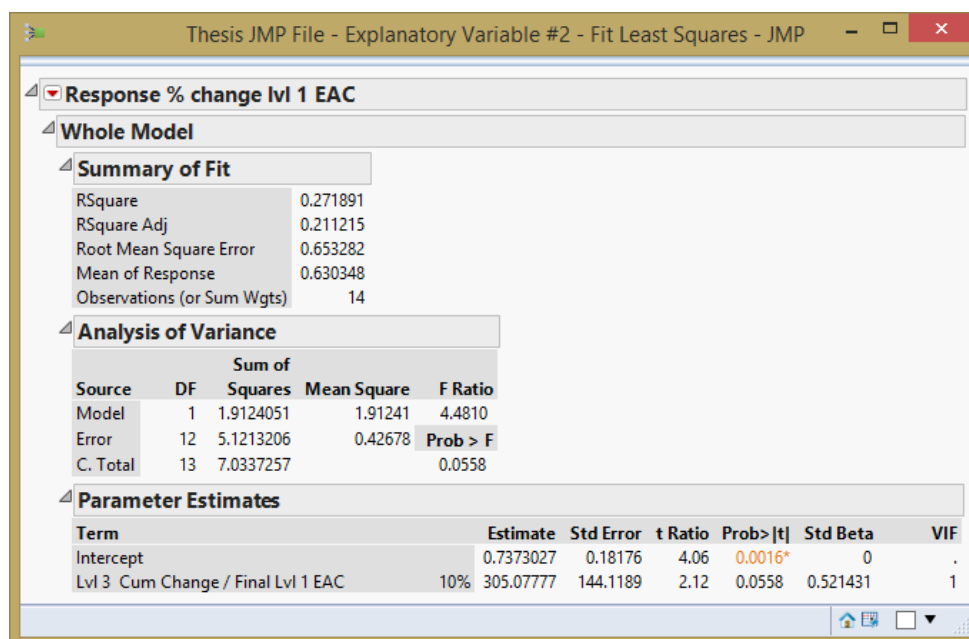 Thesis JMP File - Explanatory Variable #2 - Fit Least Squares - JMP
Response % change lvl 1 EAC
Whole Model
Summary of Fit
RSquare 0.271891
RSquare Adj 0.211215
Root Mean Square Error 0.653282
Mean of Response 0.630348
Observations (or Sum Wgts) 14
Analysis of Variance
Sum of
Source DF Squares Mean Square F Ratio
Model 1 1.9124051 1.91241 4.4810
Error 12 5.1213206 0.42678 Prob > F
C. Total 13 7.0337257 0.0558
Parameter Estimates
Term Estimate Std Error t Ratio Prob>|t| Std Beta VIF
Intercept 0.7373027 0.18176 4.06 0.0016* 0 .
Lvl 3 Cum Change / Final Lvl 1 EAC 10% 305.07777 144.1189 2.12 0.0558 0.521431 1